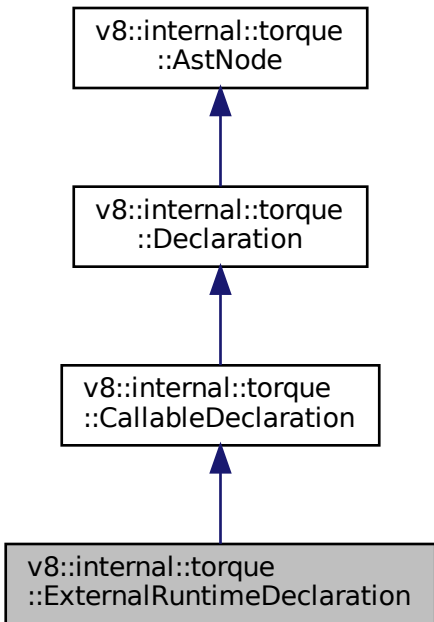 v8::internal::torque
::AstNode
v8::internal::torque
::Declaration
v8::internal::torque
::CallableDeclaration
v8::internal::torque
::ExternalRuntimeDeclaration